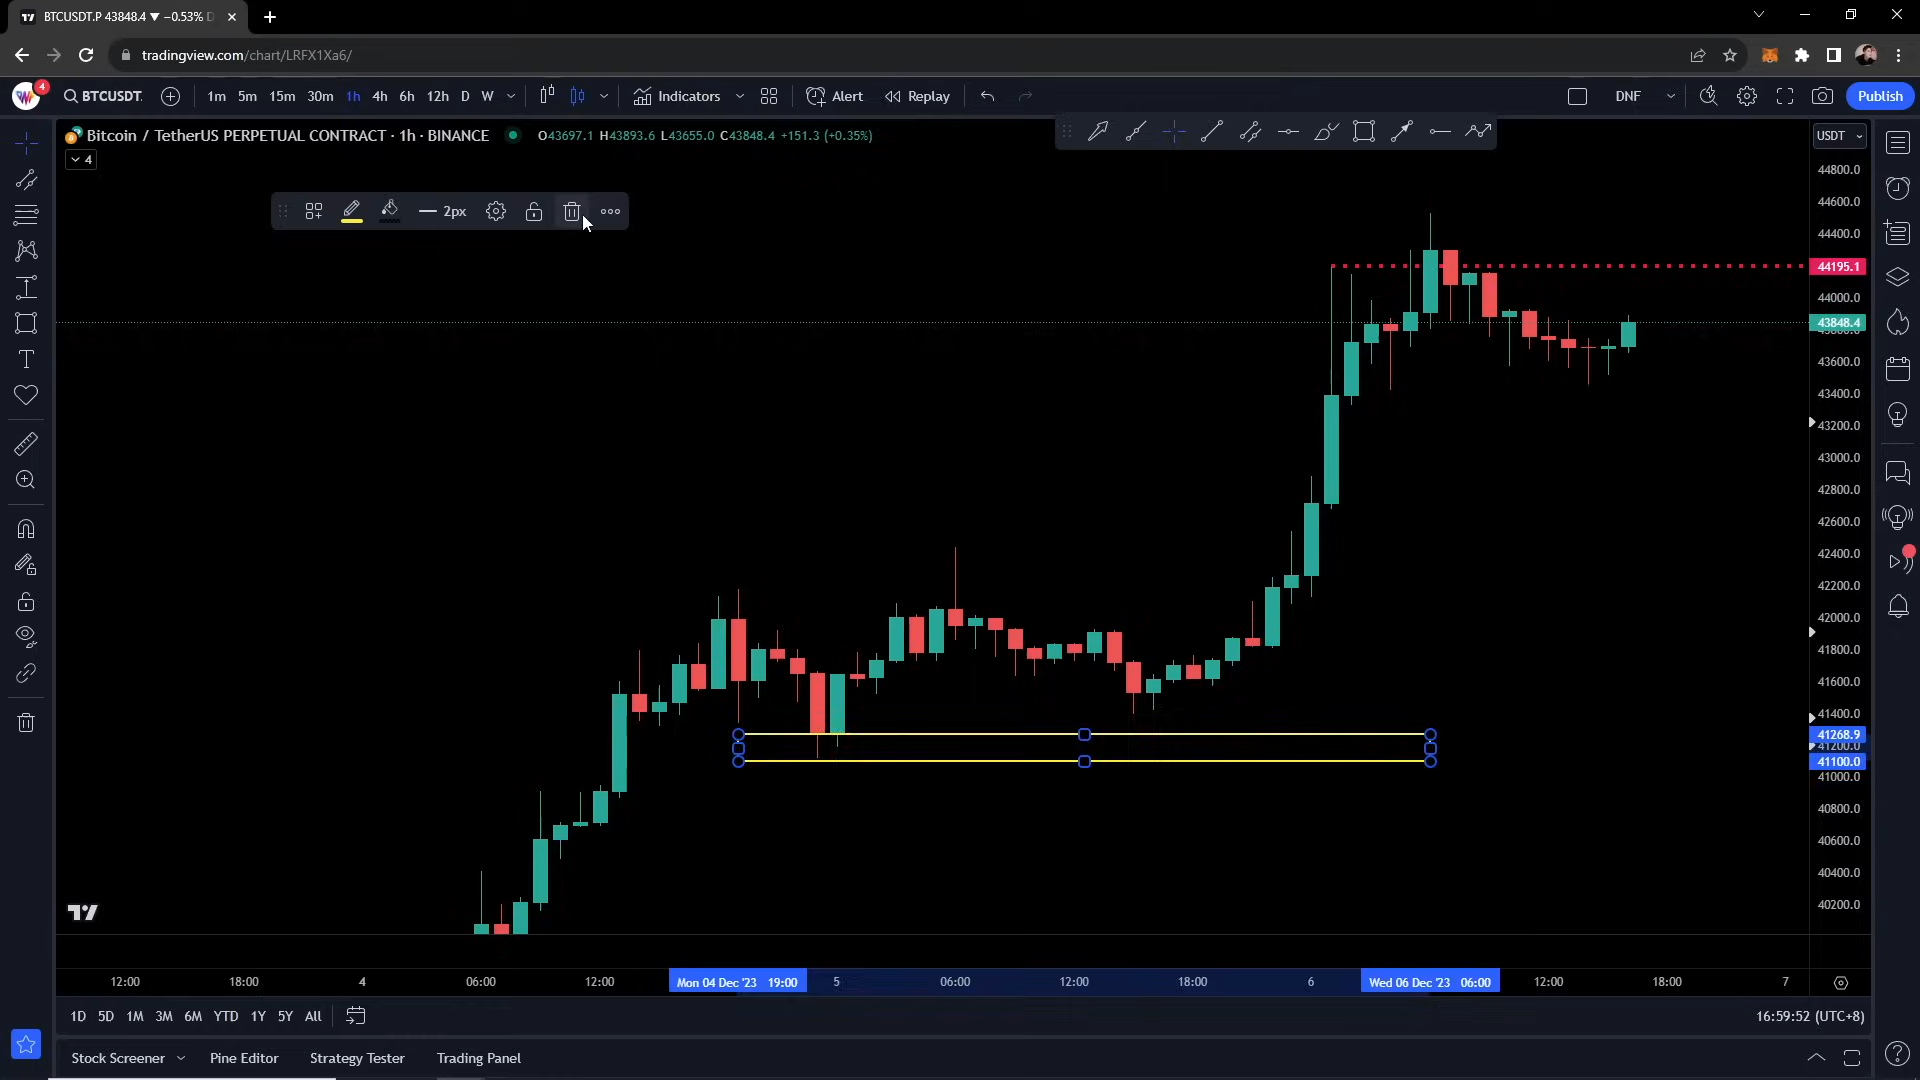 BTCUSDT.P 43848.4 ▼ −0.53% D
tradingview.com/chart/LRFX1Xa6/
4
BTCUSDT.
1m 5m 15m 30m 1h 4h 6h 12h D W
Indicators
Alert
Replay
DNF
Publish
Bitcoin / TetherUS PERPETUAL CONTRACT · 1h · BINANCE
O43697.1 H43893.6 L43655.0 C43848.4 +151.3 (+0.35%)
USDT
4
2px
44800.0
44600.0
44400.0
44195.1
44000.0
43848.4
43600.0
43400.0
43200.0
43000.0
42800.0
42600.0
42400.0
42200.0
42000.0
41800.0
41600.0
41400.0
41268.9
41200.0
41100.0
41000.0
40800.0
40600.0
40400.0
40200.0
12:00 18:00 4 06:00 12:00 Mon 04 Dec '23 19:00 5 06:00 12:00 18:00 6 Wed 06 Dec '23 06:00 12:00 18:00 7
1D 5D 1M 3M 6M YTD 1Y 5Y All
16:59:52 (UTC+8)
Stock Screener
Pine Editor
Strategy Tester
Trading Panel